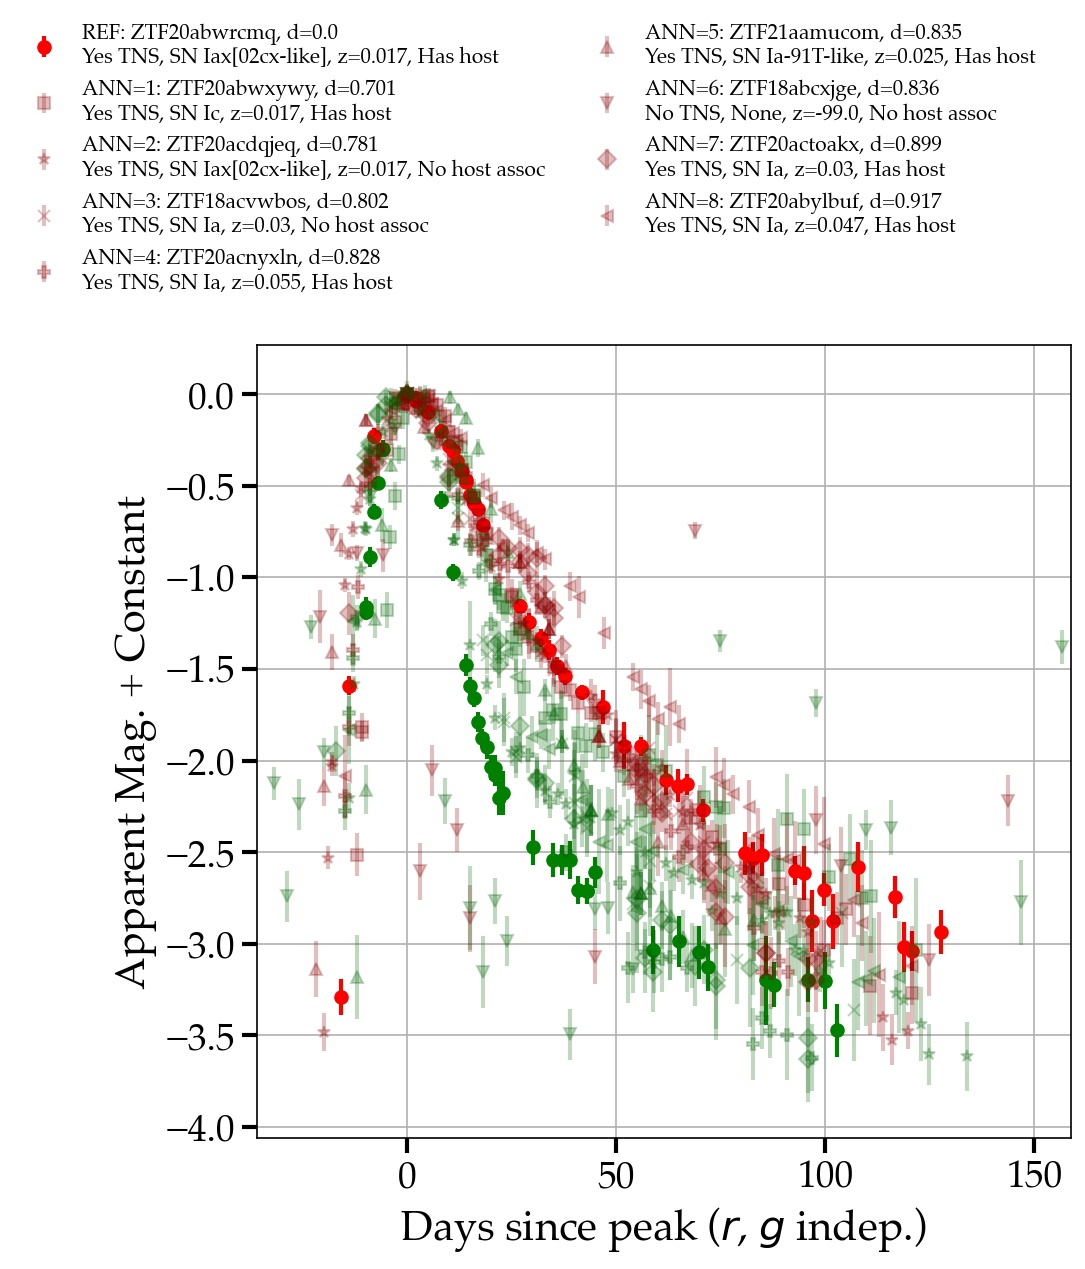 REF: ZTF20abwrcmq, d=0.0
Yes TNS, SN Iax[02cx-like], z=0.017, Has host
ANN=1: ZTF20abwxywy, d=0.701
Yes TNS, SN Ic, z=0.017, Has host
ANN=2: ZTF20acdqjeq, d=0.781
Yes TNS, SN Iax[02cx-like], z=0.017, No host assoc
ANN=3: ZTF18acvwbos, d=0.802
Yes TNS, SN Ia, z=0.03, No host assoc
ANN=4: ZTF20acnyxln, d=0.828
Yes TNS, SN Ia, z=0.055, Has host
ANN=5: ZTF21aamucom, d=0.835
Yes TNS, SN Ia-91T-like, z=0.025, Has host
ANN=6: ZTF18abcxjge, d=0.836
No TNS, None, z=-99.0, No host assoc
ANN=7: ZTF20actoakx, d=0.899
Yes TNS, SN Ia, z=0.03, Has host
ANN=8: ZTF20abylbuf, d=0.917
Yes TNS, SN Ia, z=0.047, Has host
Apparent Mag. + Constant
0.0
−0.5
−1.0
−1.5
−2.0
−2.5
−3.0
−3.5
−4.0
0
50
100
150
Days since peak (r, g indep.)